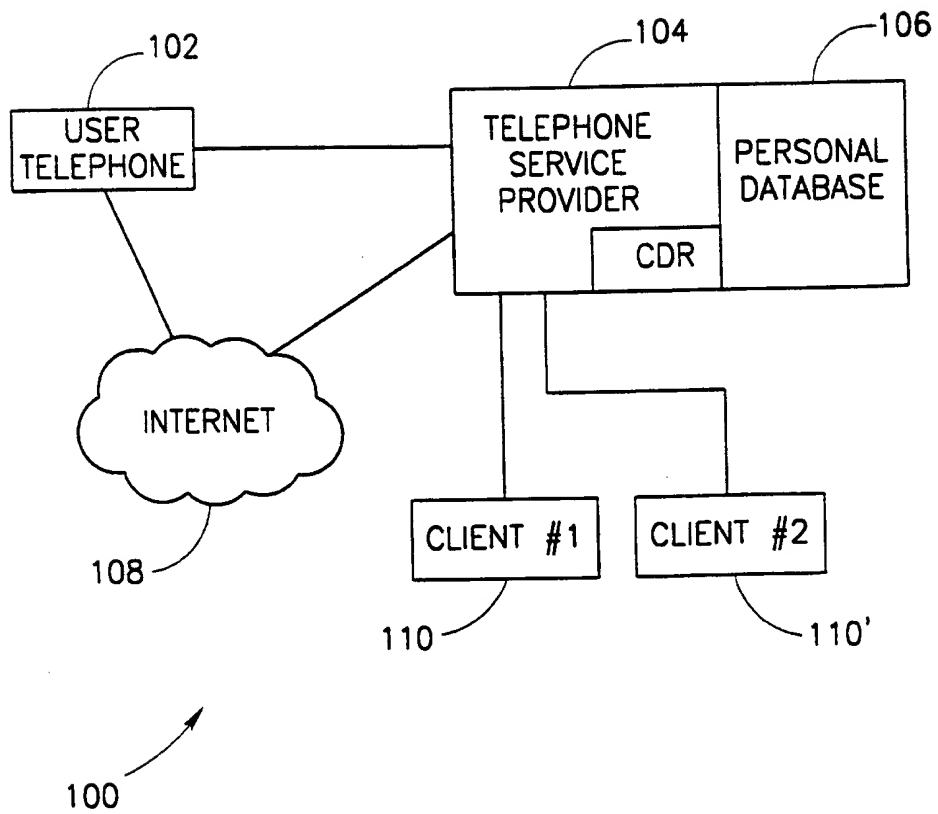 102
104
106
USER
TELEPHONE
TELEPHONE
SERVICE
PROVIDER
CDR
PERSONAL
DATABASE
INTERNET
108
CLIENT #1
CLIENT #2
110
110'
100